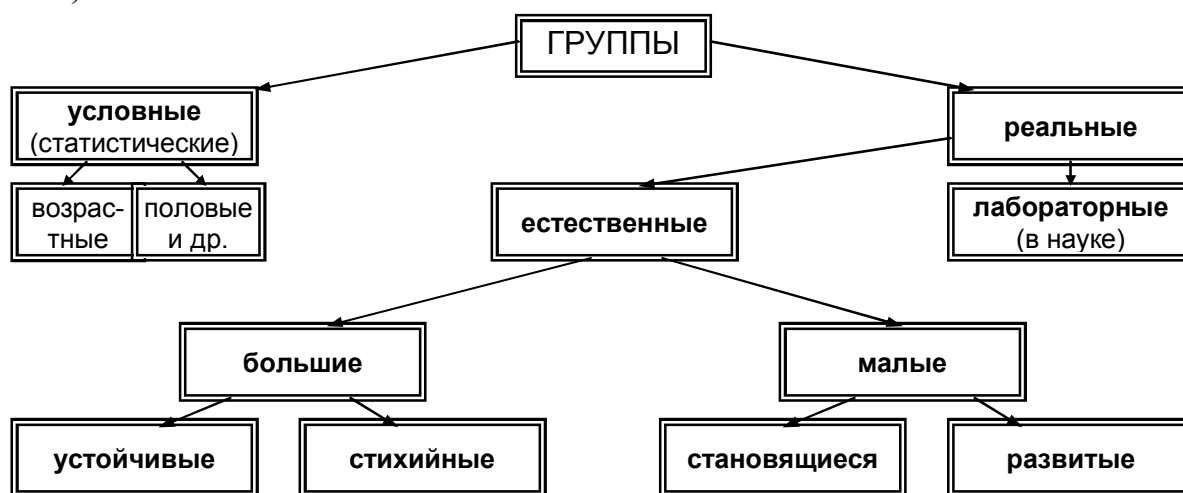 ГРУППЫ
условные
(статистические)
реальные
возрас-
тные
половые
и др.
естественные
лабораторные
(в науке)
большие
малые
устойчивые
стихийные
становящиеся
развитые